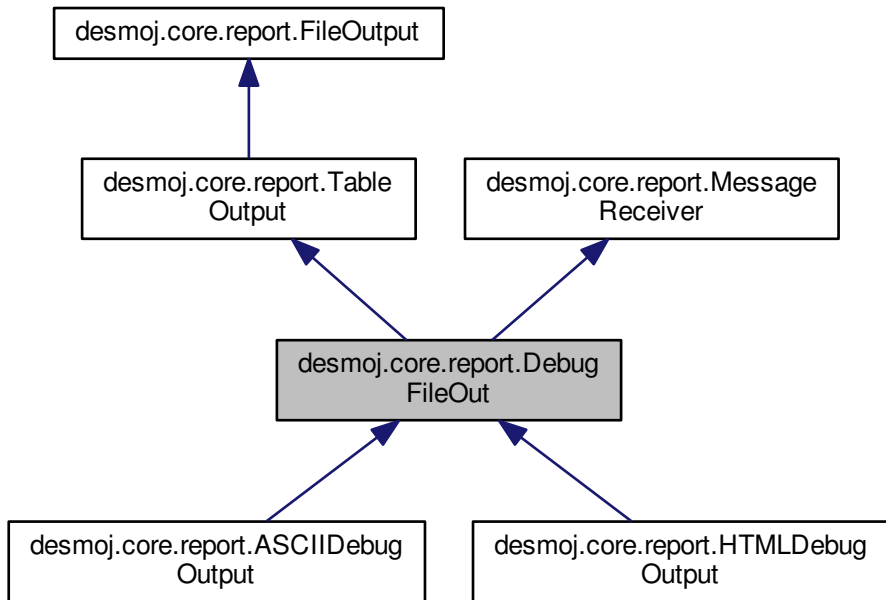 desmoj.core.report.FileOutput
desmoj.core.report.Table
Output
desmoj.core.report.Message
Receiver
desmoj.core.report.Debug
FileOut
desmoj.core.report.ASCIIDebug
Output
desmoj.core.report.HTMLDebug
Output